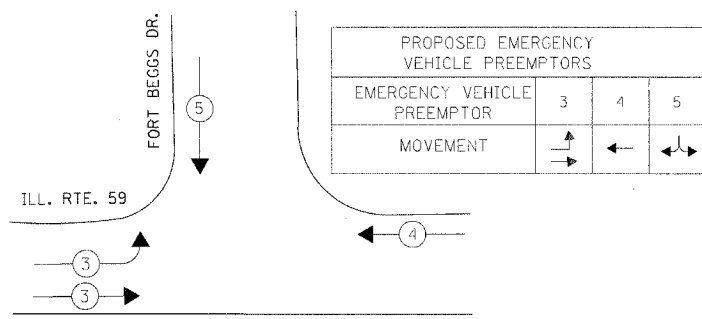 FORT BEGGS DR.
5
ILL. RTE. 59
3
3
4
PROPOSED EMERGENCY
VEHICLE PREEMPTORS
EMERGENCY VEHICLE
PREEMPTOR
3
4
5
MOVEMENT